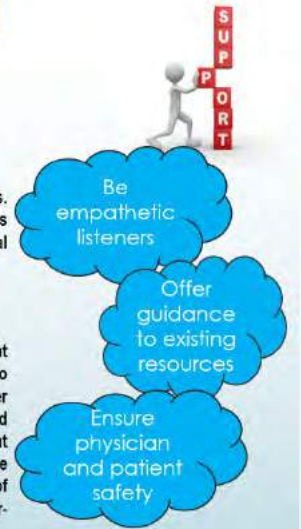 S
U
P
P
O
R
T
Be
empathetic
listeners
Offer
guidance
to existing
resources
Ensure
physician
and patient
safety